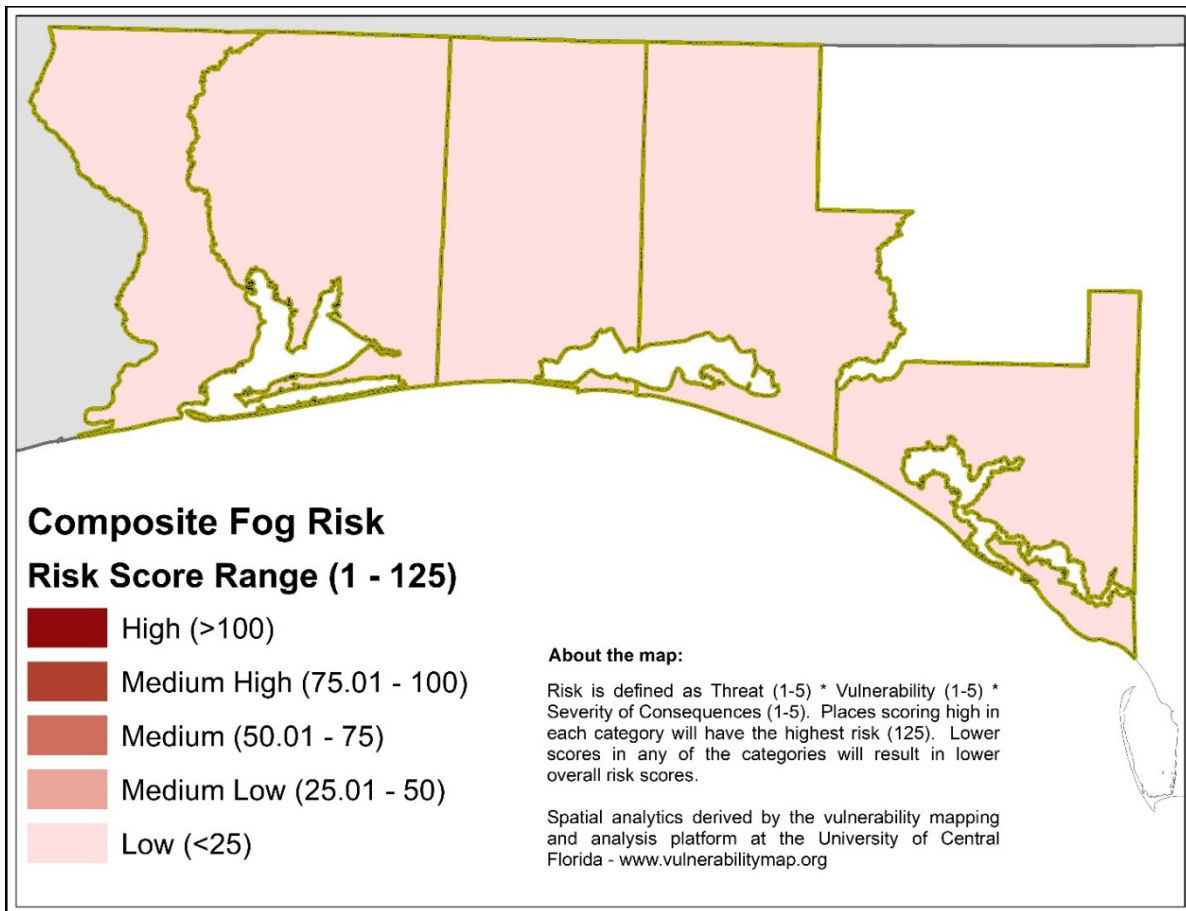 Composite Fog Risk
Risk Score Range (1 - 125)
High (>100)
Medium High (75.01 - 100)
Medium (50.01 - 75)
Medium Low (25.01 - 50)
Low (<25)
About the map:
Risk is defined as Threat (1-5) * Vulnerability (1-5) *
Severity of Consequences (1-5). Places scoring high in
each category will have the highest risk (125). Lower
scores in any of the categories will result in lower
overall risk scores.
Spatial analytics derived by the vulnerability mapping
and analysis platform at the University of Central
Florida - www.vulnerabilitymap.org